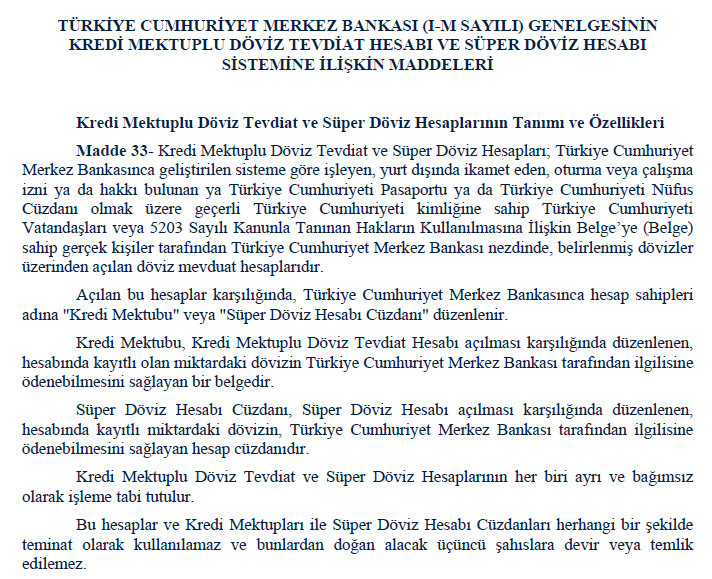 TÜRKİYE CUMHURİYET MERKEZ BANKASI (I-M SAYILI) GENELGESİNİN
KREDİ MEKTUPLU DÖVİZ TEVDİAT HESABI VE SÜPER DÖVİZ HESABI
SİSTEMİNE İLİŞKİN MADDELERİ
Kredi Mektuplu Döviz Tevdiat ve Süper Döviz Hesaplarının Tanımı ve Özellikleri
Madde 33- Kredi Mektuplu Döviz Tevdiat ve Süper Döviz Hesapları; Türkiye Cumhuriyet
Merkez Bankasınca geliştirilen sisteme göre işleyen, yurt dışında ikamet eden, oturma veya çalışma
izni ya da hakkı bulunan ya Türkiye Cumhuriyeti Pasaportu ya da Türkiye Cumhuriyeti Nüfus
Cüzdanı olmak üzere geçerli Türkiye Cumhuriyeti kimliğine sahip Türkiye Cumhuriyeti
Vatandaşları veya 5203 Sayılı Kanunla Tanınan Hakların Kullanılmasına İlişkin Belge’ye (Belge)
sahip gerçek kişiler tarafından Türkiye Cumhuriyet Merkez Bankası nezdinde, belirlenmiş dövizler
üzerinden açılan döviz mevduat hesaplarıdır.
Açılan bu hesaplar karşılığında, Türkiye Cumhuriyet Merkez Bankasınca hesap sahipleri
adına "Kredi Mektubu" veya "Süper Döviz Hesabı Cüzdanı" düzenlenir.
Kredi Mektubu, Kredi Mektuplu Döviz Tevdiat Hesabı açılması karşılığında düzenlenen,
hesabında kayıtlı olan miktardaki dövizin Türkiye Cumhuriyet Merkez Bankası tarafından ilgilisine
ödenebilmesini sağlayan bir belgedir.
Süper Döviz Hesabı Cüzdanı, Süper Döviz Hesabı açılması karşılığında düzenlenen,
hesabında kayıtlı miktardaki dövizin, Türkiye Cumhuriyet Merkez Bankası tarafından ilgilisine
ödenebilmesini sağlayan hesap cüzdanıdır.
Kredi Mektuplu Döviz Tevdiat ve Süper Döviz Hesaplarının her biri ayrı ve bağımsız
olarak işleme tabi tutulur.
Bu hesaplar ve Kredi Mektupları ile Süper Döviz Hesabı Cüzdanları herhangi bir şekilde
teminat olarak kullanılamaz ve bunlardan doğan alacak üçüncü şahıslara devir veya temlik
edilemez.